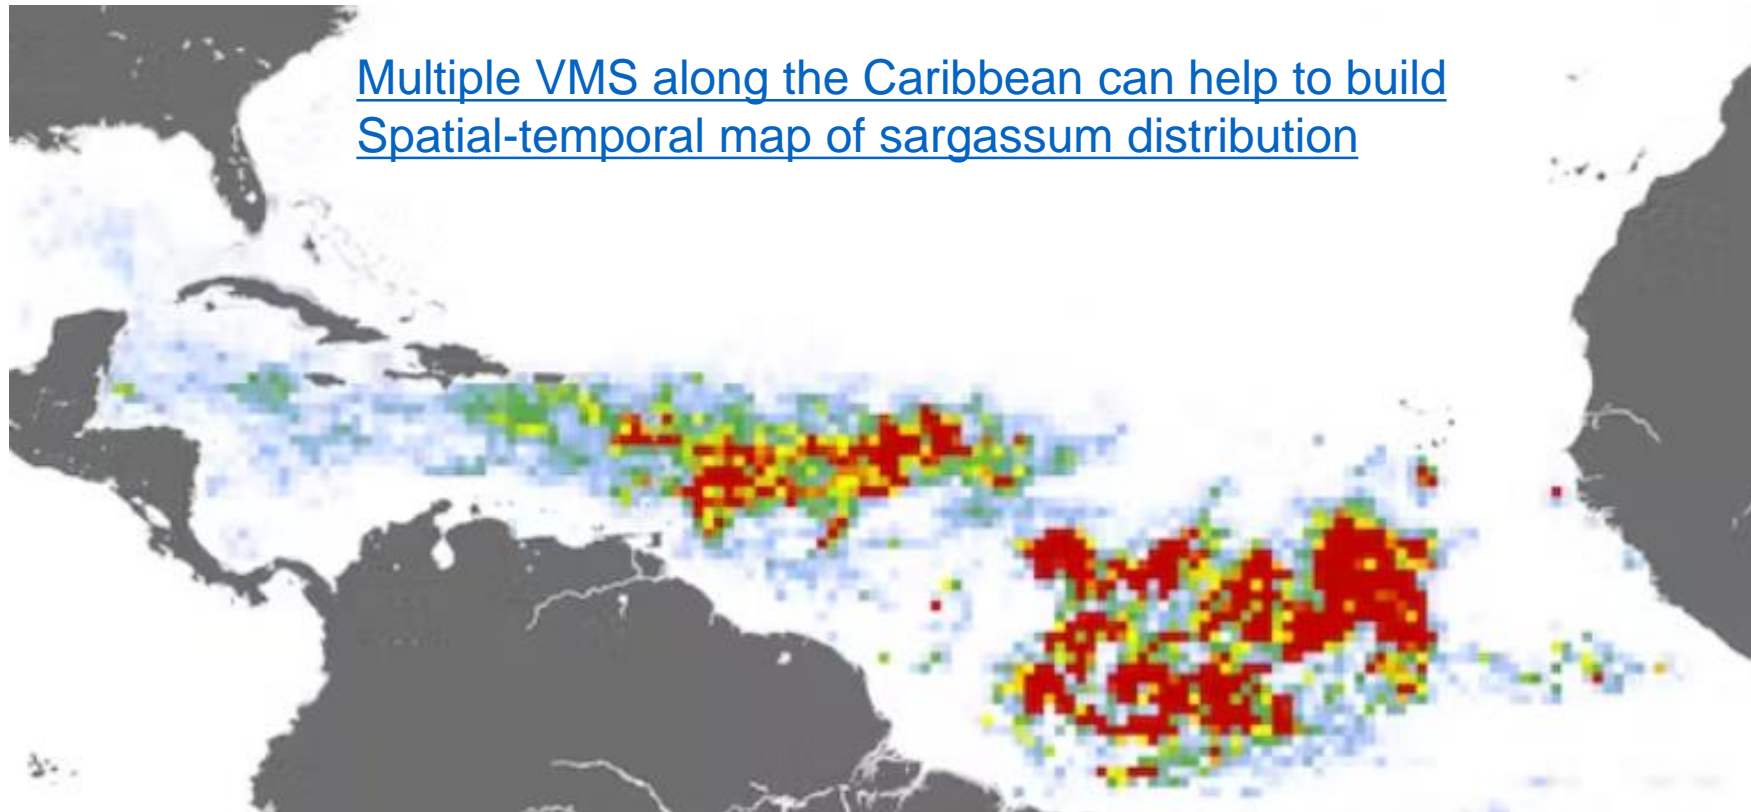 Multiple VMS along the Caribbean can help to build
Spatial-temporal map of sargassum distribution